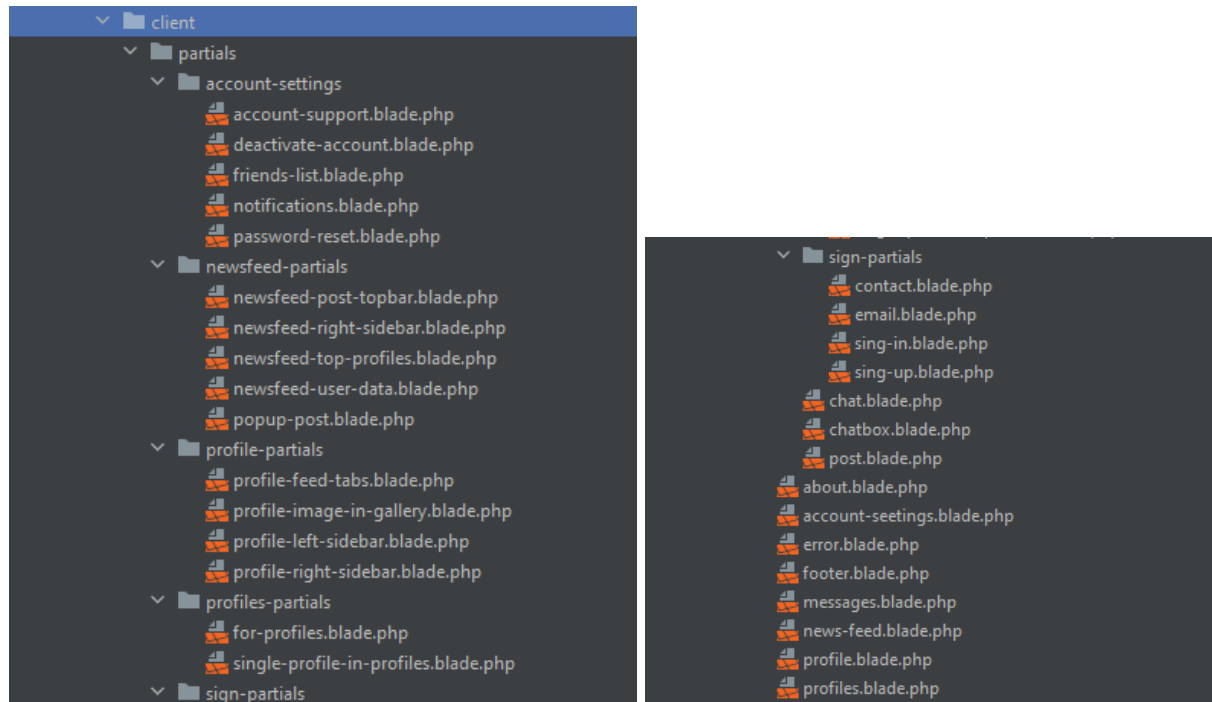 client
partials
account-settings
account-support.blade.php
deactivate-account.blade.php
friends-list.blade.php
notifications.blade.php
password-reset.blade.php
newsfeed-partials
newsfeed-post-topbar.blade.php
newsfeed-right-sidebar.blade.php
newsfeed-top-profiles.blade.php
newsfeed-user-data.blade.php
popup-post.blade.php
profile-partials
profile-feed-tabs.blade.php
profile-image-in-gallery.blade.php
profile-left-sidebar.blade.php
profile-right-sidebar.blade.php
profiles-partials
for-profiles.blade.php
single-profile-in-profiles.blade.php
sign-partials
sign-partials
contact.blade.php
email.blade.php
sing-in.blade.php
sing-up.blade.php
chat.blade.php
chatbox.blade.php
post.blade.php
about.blade.php
account-seetings.blade.php
error.blade.php
footer.blade.php
messages.blade.php
news-feed.blade.php
profile.blade.php
profiles.blade.php